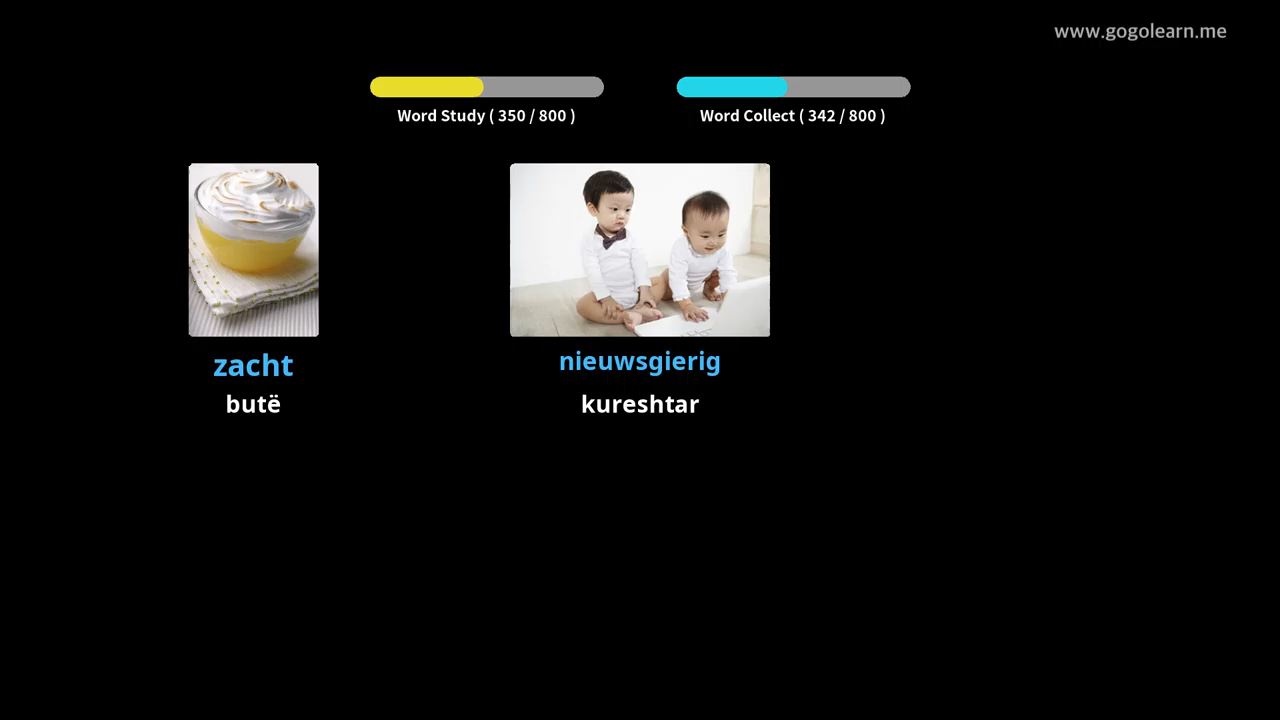 www.gogolearn.me
Word Study ( 350 / 800 )
Word Collect ( 342 / 800 )
zacht
butë
nieuwsgierig
kureshtar